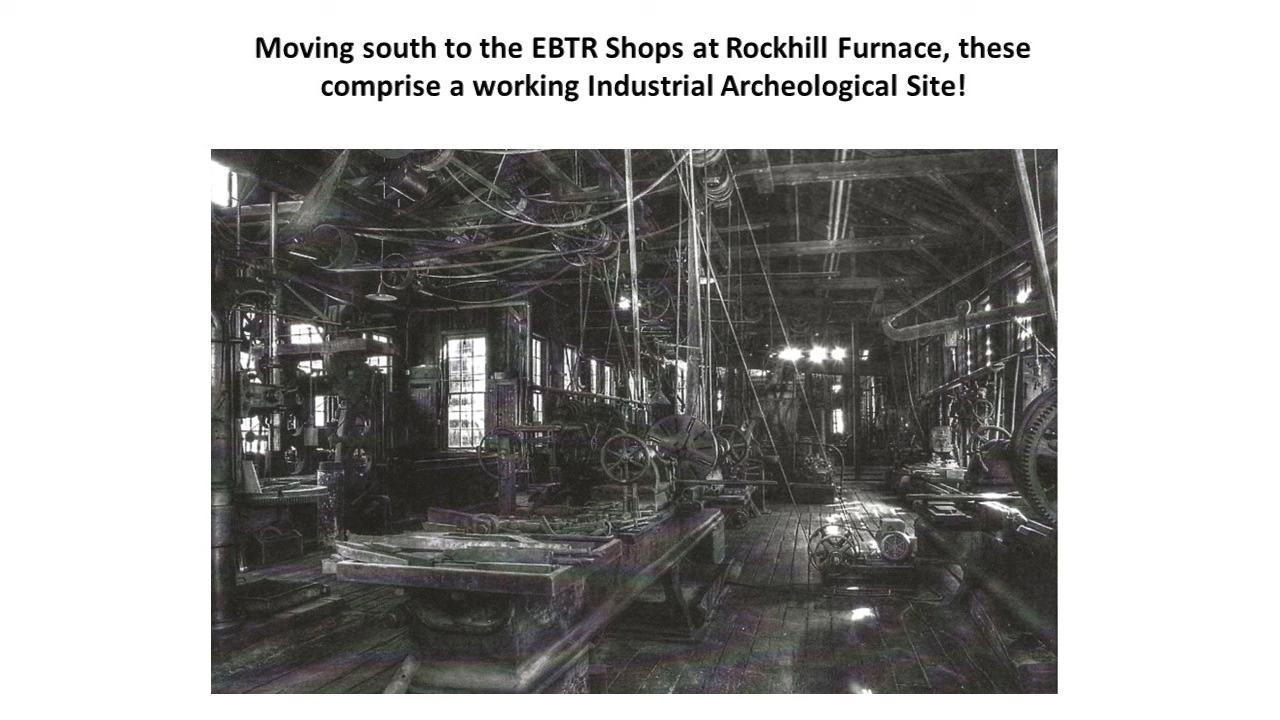 Moving south to the EBTR Shops at Rockhill Furnace, these
comprise a working Industrial Archeological Site!